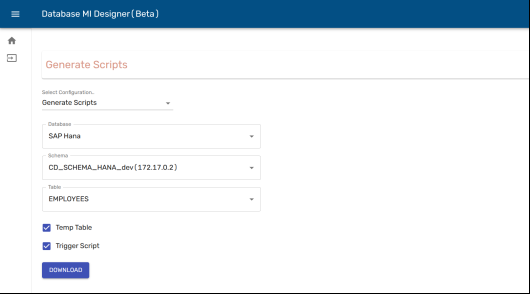 Database MI Designer(Beta)
Generate Scripts
Select Configuration..
Generate Scripts
Database
SAP Hana
Schema
CD_SCHEMA_HANA_dev(172.17.0.2)
Table
EMPLOYEES
Temp Table
Trigger Script
DOWNLOAD